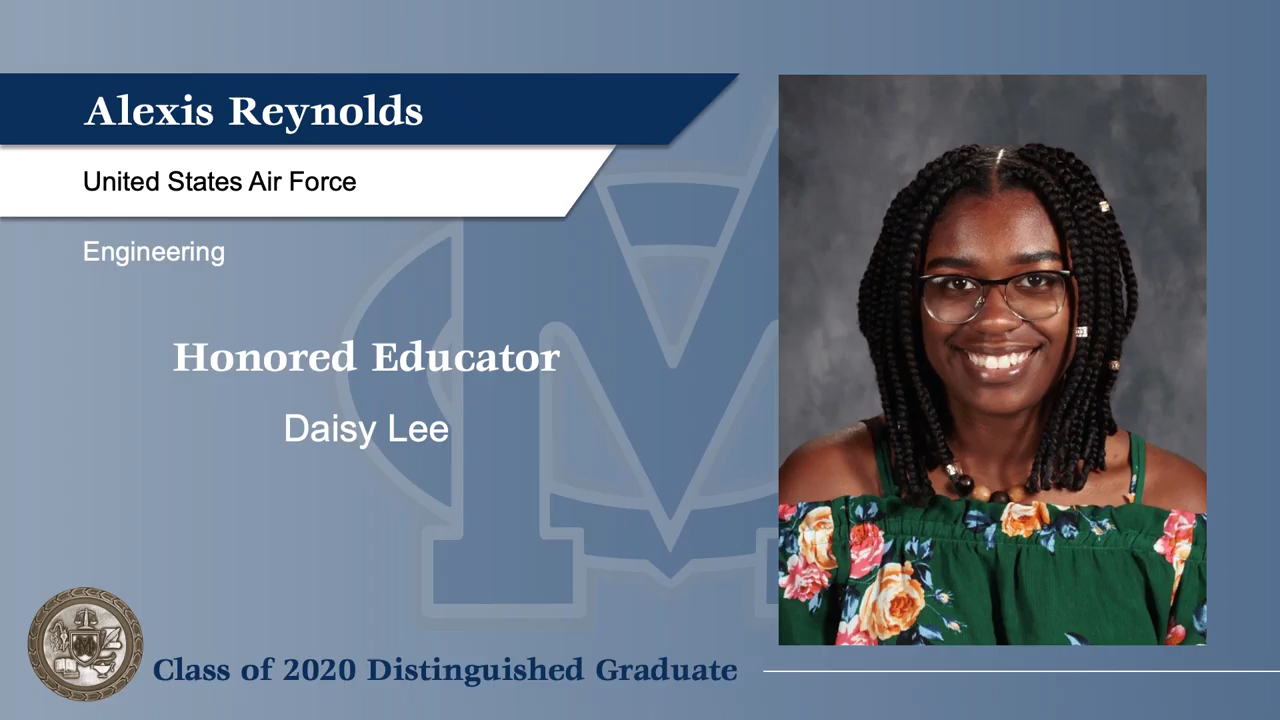 Alexis Reynolds
United States Air Force
Engineering
Honored Educator
Daisy Lee
Class of 2020 Distinguished Graduate